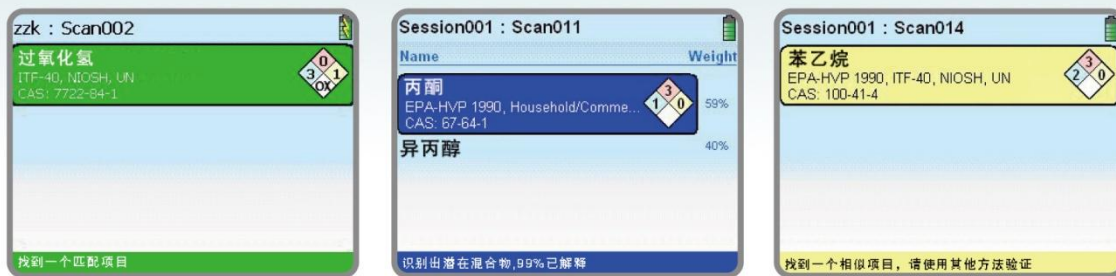 zzk : Scan002
过氧化氢
ITF-40, NIOSH, UN
CAS: 7722-84-1
0
3 1
OX
找到一个匹配项目
Session001 : Scan011
Name Weight
丙酮
EPA-HVP 1990, Household/Comme...
CAS: 67-64-1
3
1 0
59%
异丙醇 40%
识别出潜在混合物,99%已解释
Session001 : Scan014
苯乙烷
EPA-HVP 1990, ITF-40, NIOSH, UN
CAS: 100-41-4
3
2 0
找到一个相似项目，请使用其他方法验证